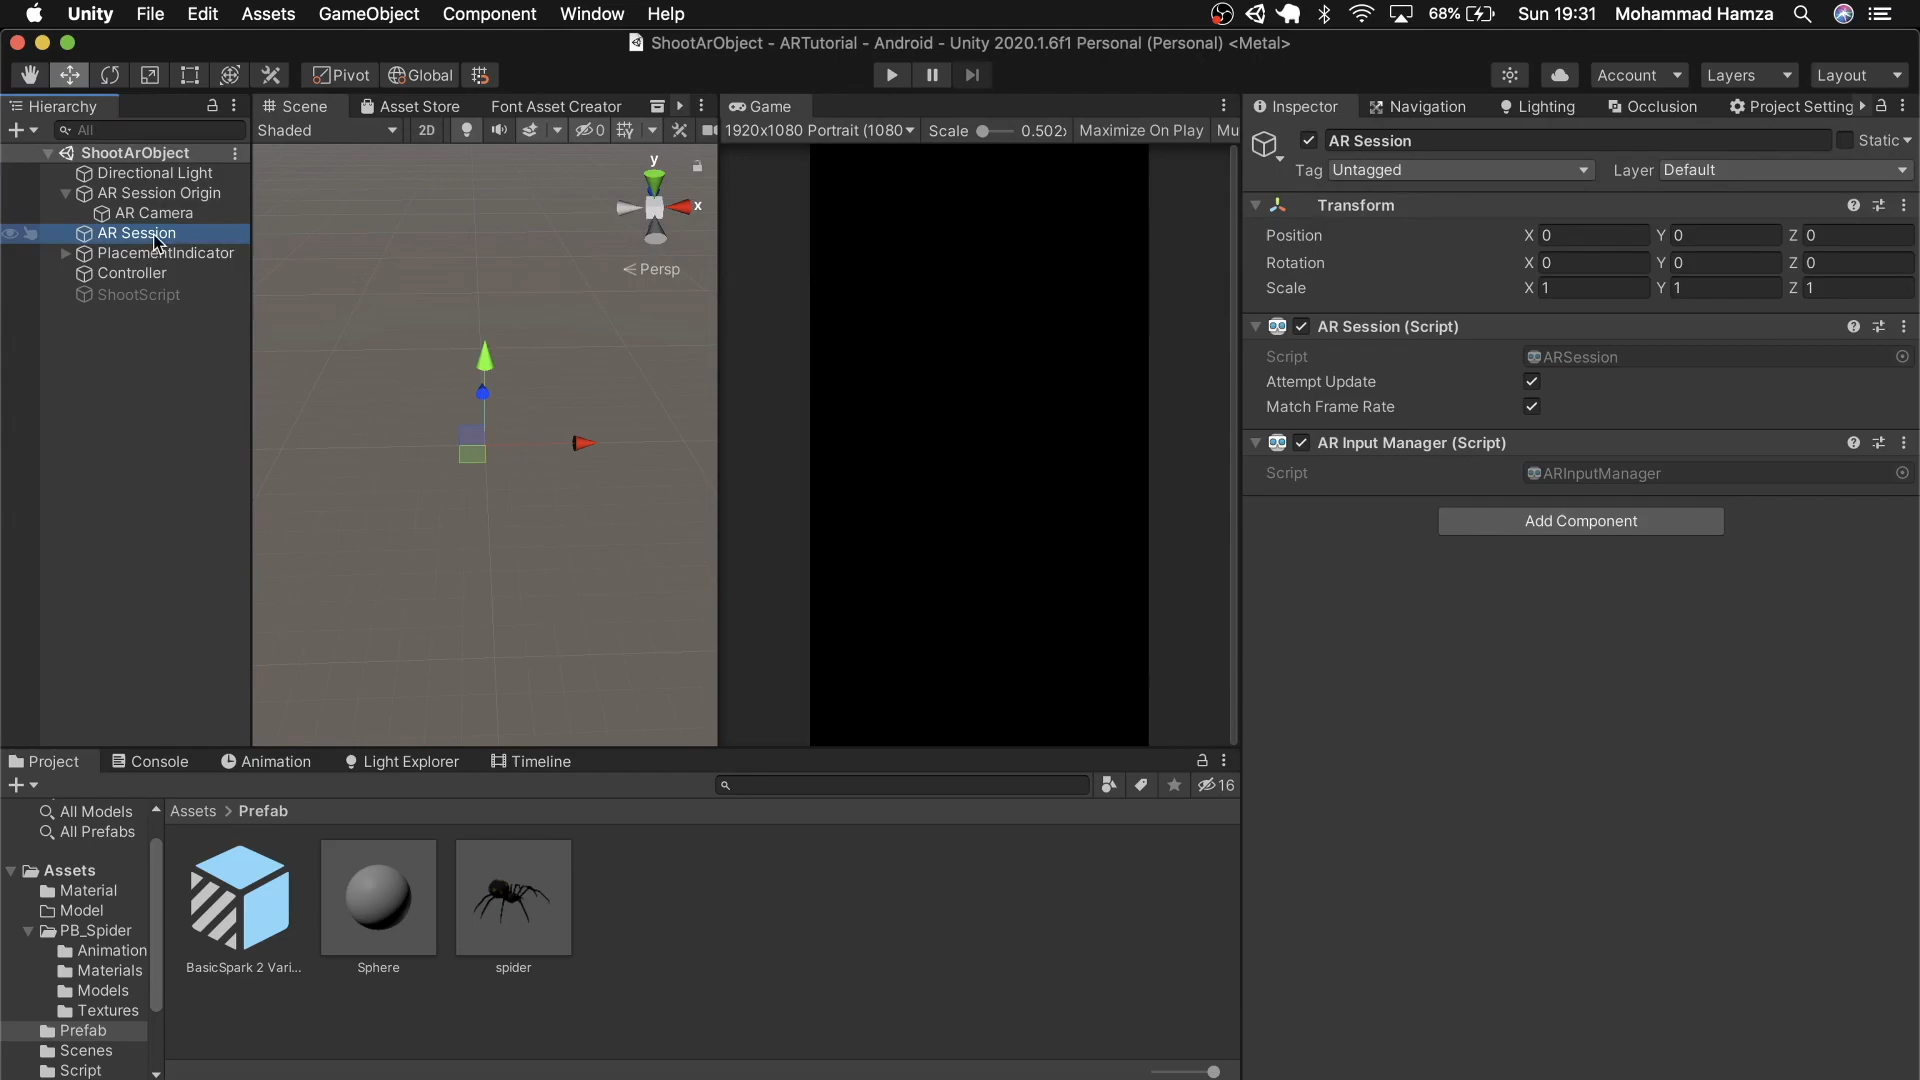 Unity File Edit Assets GameObject Component Window Help 68% Sun 19:31 Mohammad Hamza
ShootArObject - ARTutorial - Android - Unity 2020.1.6f1 Personal (Personal) <Metal>
Pivot Global Account Layers Layout
Hierarchy Scene Asset Store Font Asset Creator Game Inspector Navigation Lighting Occlusion Project Setting
All Shaded 2D 0 1920x1080 Portrait (1080 Scale 0.502 Maximize On Play Mu
ShootArObject
Directional Light
AR Session Origin
AR Camera
AR Session
PlacementIndicator
Controller
ShootScript
y
x
Persp
AR Session Static
Tag Untagged Layer Default
Transform
Position X 0 Y 0 Z 0
Rotation X 0 Y 0 Z 0
Scale X 1 Y 1 Z 1
AR Session (Script)
Script ARSession
Attempt Update
Match Frame Rate
AR Input Manager (Script)
Script ARInputManager
Add Component
Project Console Animation Light Explorer Timeline
16
All Models
All Prefabs
Assets
Material
Model
PB_Spider
Animation
Materials
Models
Textures
Prefab
Scenes
Script
Assets > Prefab
BasicSpark 2 Vari... Sphere spider